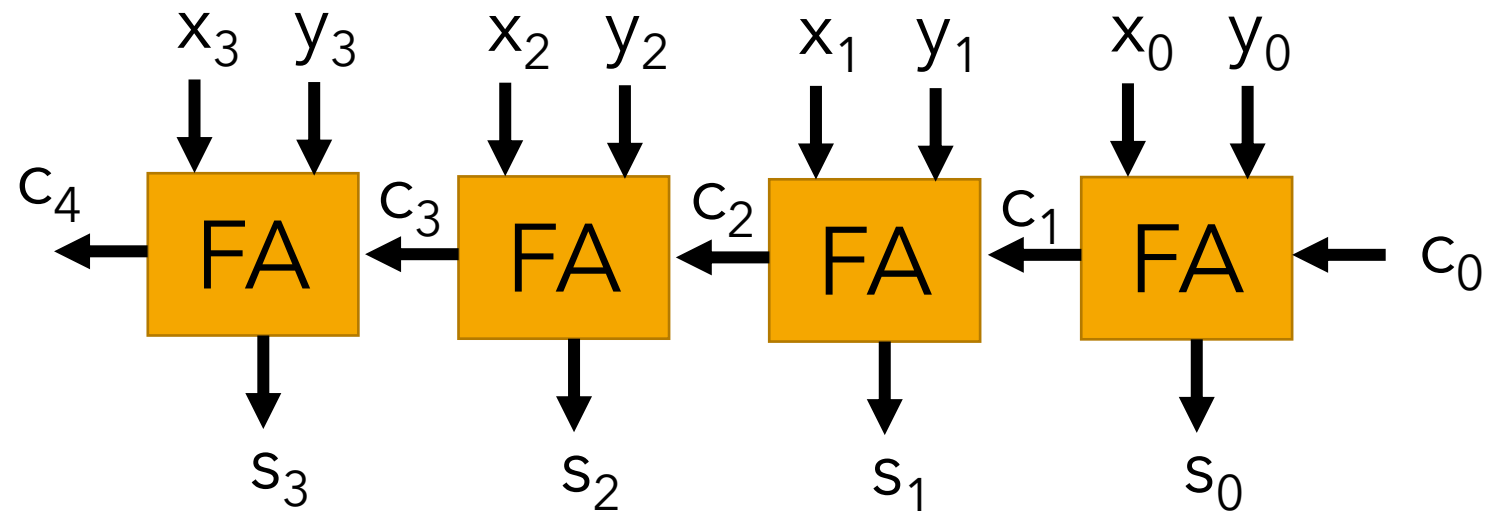 x3 y3 x2 y2 x1 y1 x0 y0
c4 c3 c2 c1 c0
FA FA FA FA
s3 s2 s1 s0